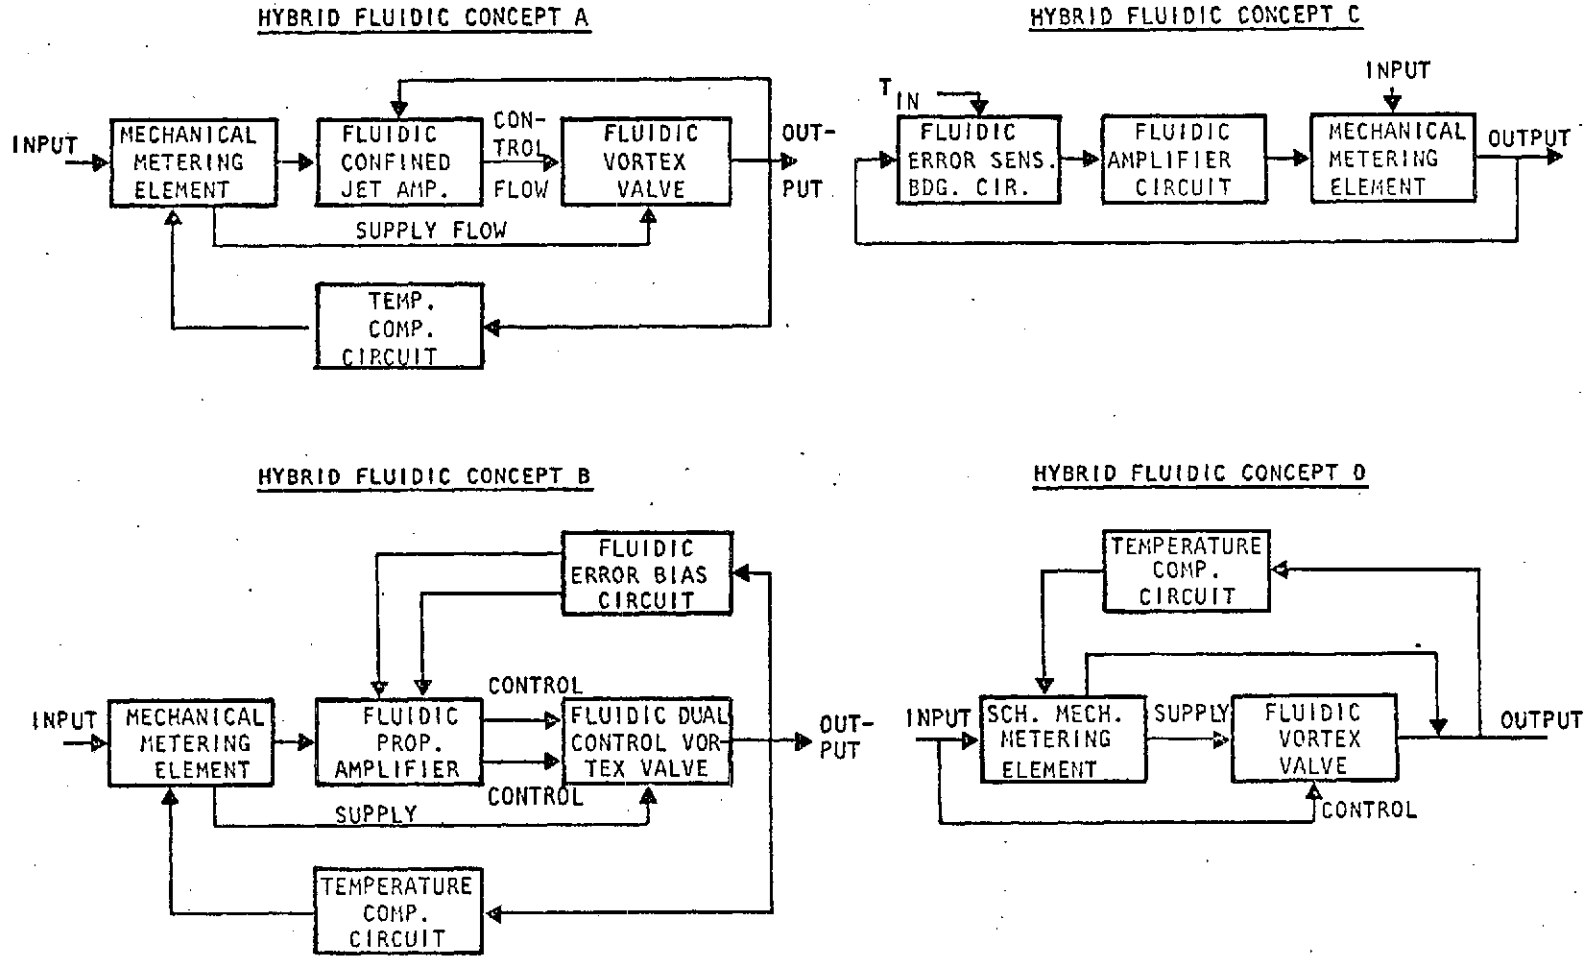 HYBRID FLUIDIC CONCEPT A
INPUT
MECHANICAL
METERING
ELEMENT
FLUIDIC
CONFINED
JET AMP.
CON-
TROL
FLOW
FLUIDIC
VORTEX
VALVE
OUT-
PUT
SUPPLY FLOW
TEMP.
COMP.
CIRCUIT
HYBRID FLUIDIC CONCEPT C
INPUT
T IN
FLUIDIC
ERROR SENS.
BDG. CIR.
FLUIDIC
AMPLIFIER
CIRCUIT
MECHANICAL
METERING
ELEMENT
OUTPUT
HYBRID FLUIDIC CONCEPT B
FLUIDIC
ERROR BIAS
CIRCUIT
INPUT
MECHANICAL
METERING
ELEMENT
FLUIDIC
PROP.
AMPLIFIER
CONTROL
CONTROL
FLUIDIC DUAL
CONTROL VOR-
TEX VALVE
OUT-
PUT
SUPPLY
TEMPERATURE
COMP.
CIRCUIT
HYBRID FLUIDIC CONCEPT D
TEMPERATURE
COMP.
CIRCUIT
INPUT
SCH. MECH.
METERING
ELEMENT
SUPPLY
FLUIDIC
VORTEX
VALVE
OUTPUT
CONTROL